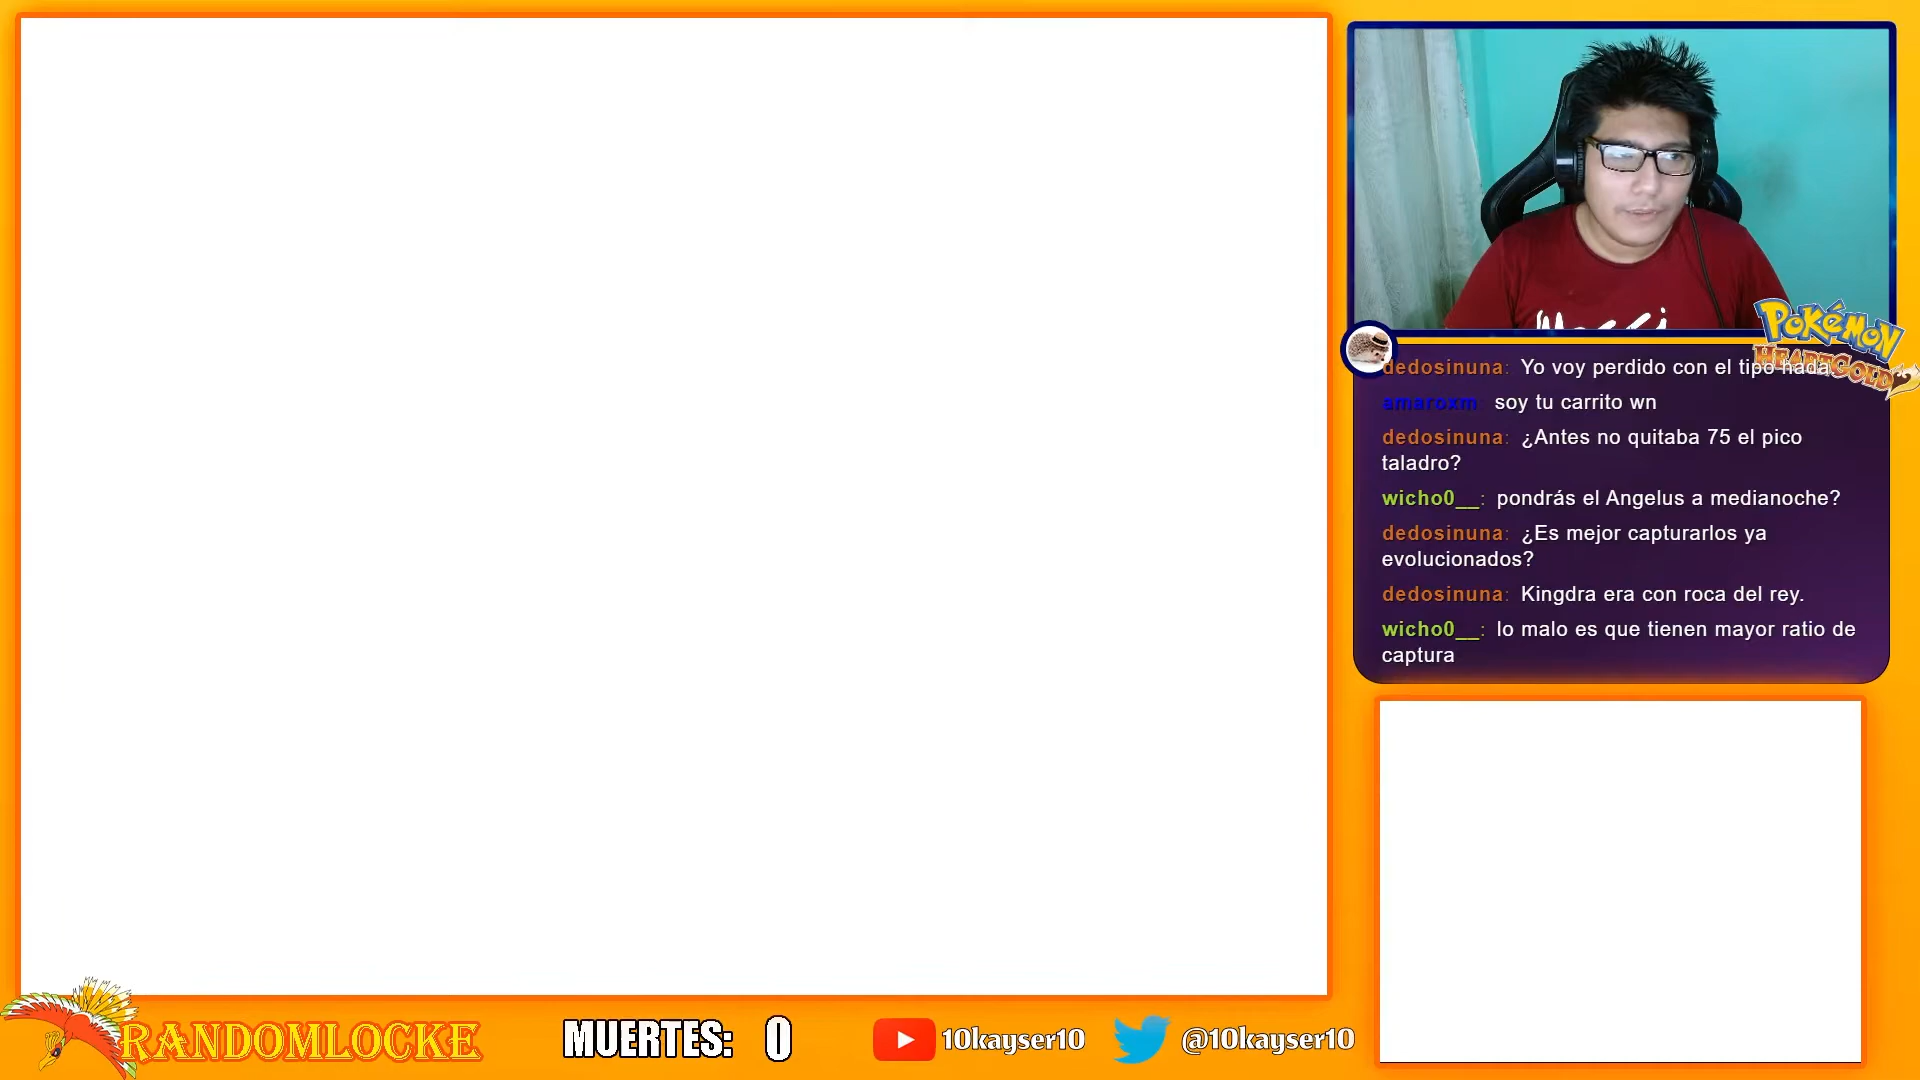 POKéMON
HEARTGOLD
dedosinuna: Yo voy perdido con el tipo hada
amaroxm: soy tu carrito wn
dedosinuna: ¿Antes no quitaba 75 el pico
taladro?
wicho0__: pondrás el Angelus a medianoche?
dedosinuna: ¿Es mejor capturarlos ya
evolucionados?
dedosinuna: Kingdra era con roca del rey.
wicho0__: lo malo es que tienen mayor ratio de
captura
RANDOMLOCKE
MUERTES: 0
10kayser10
@10kayser10